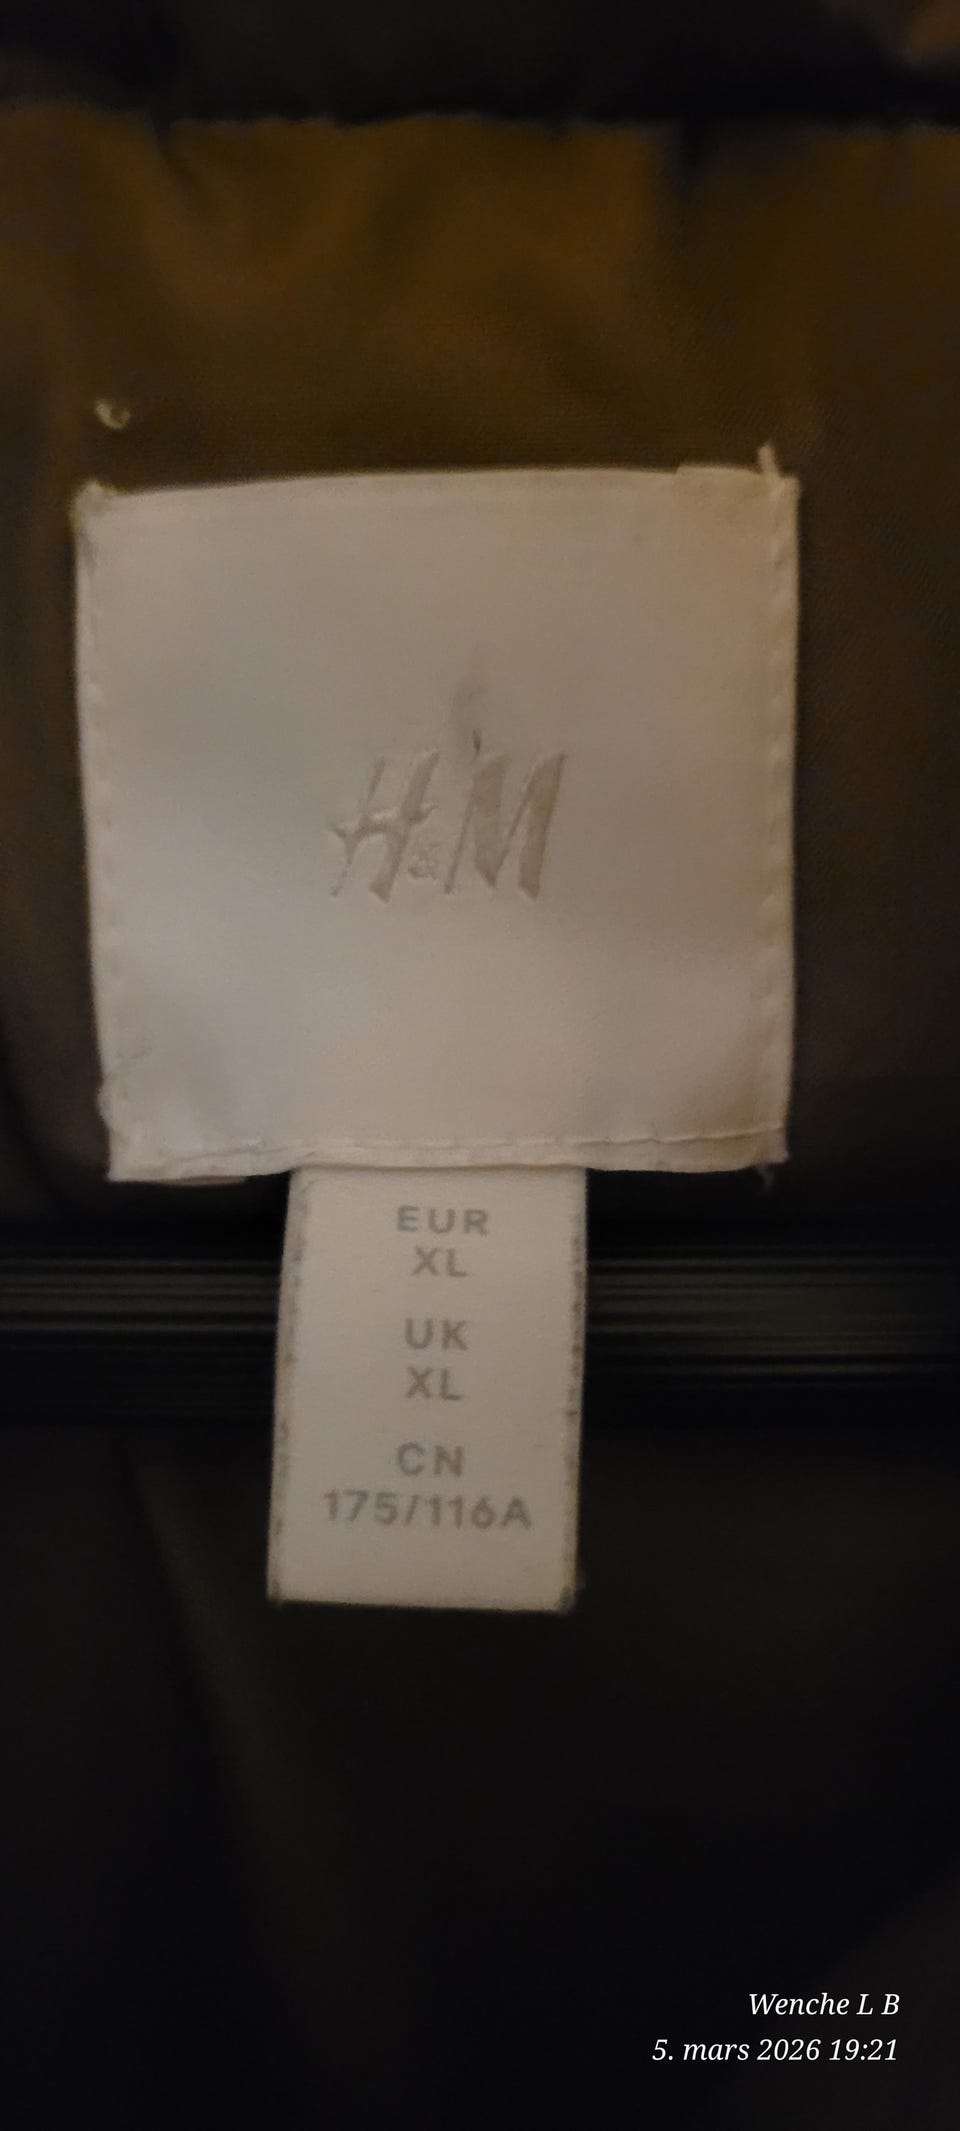 H&M
EUR
XL
UK
XL
CN
175/116A
Wenche L B
5. mars 2026 19:21